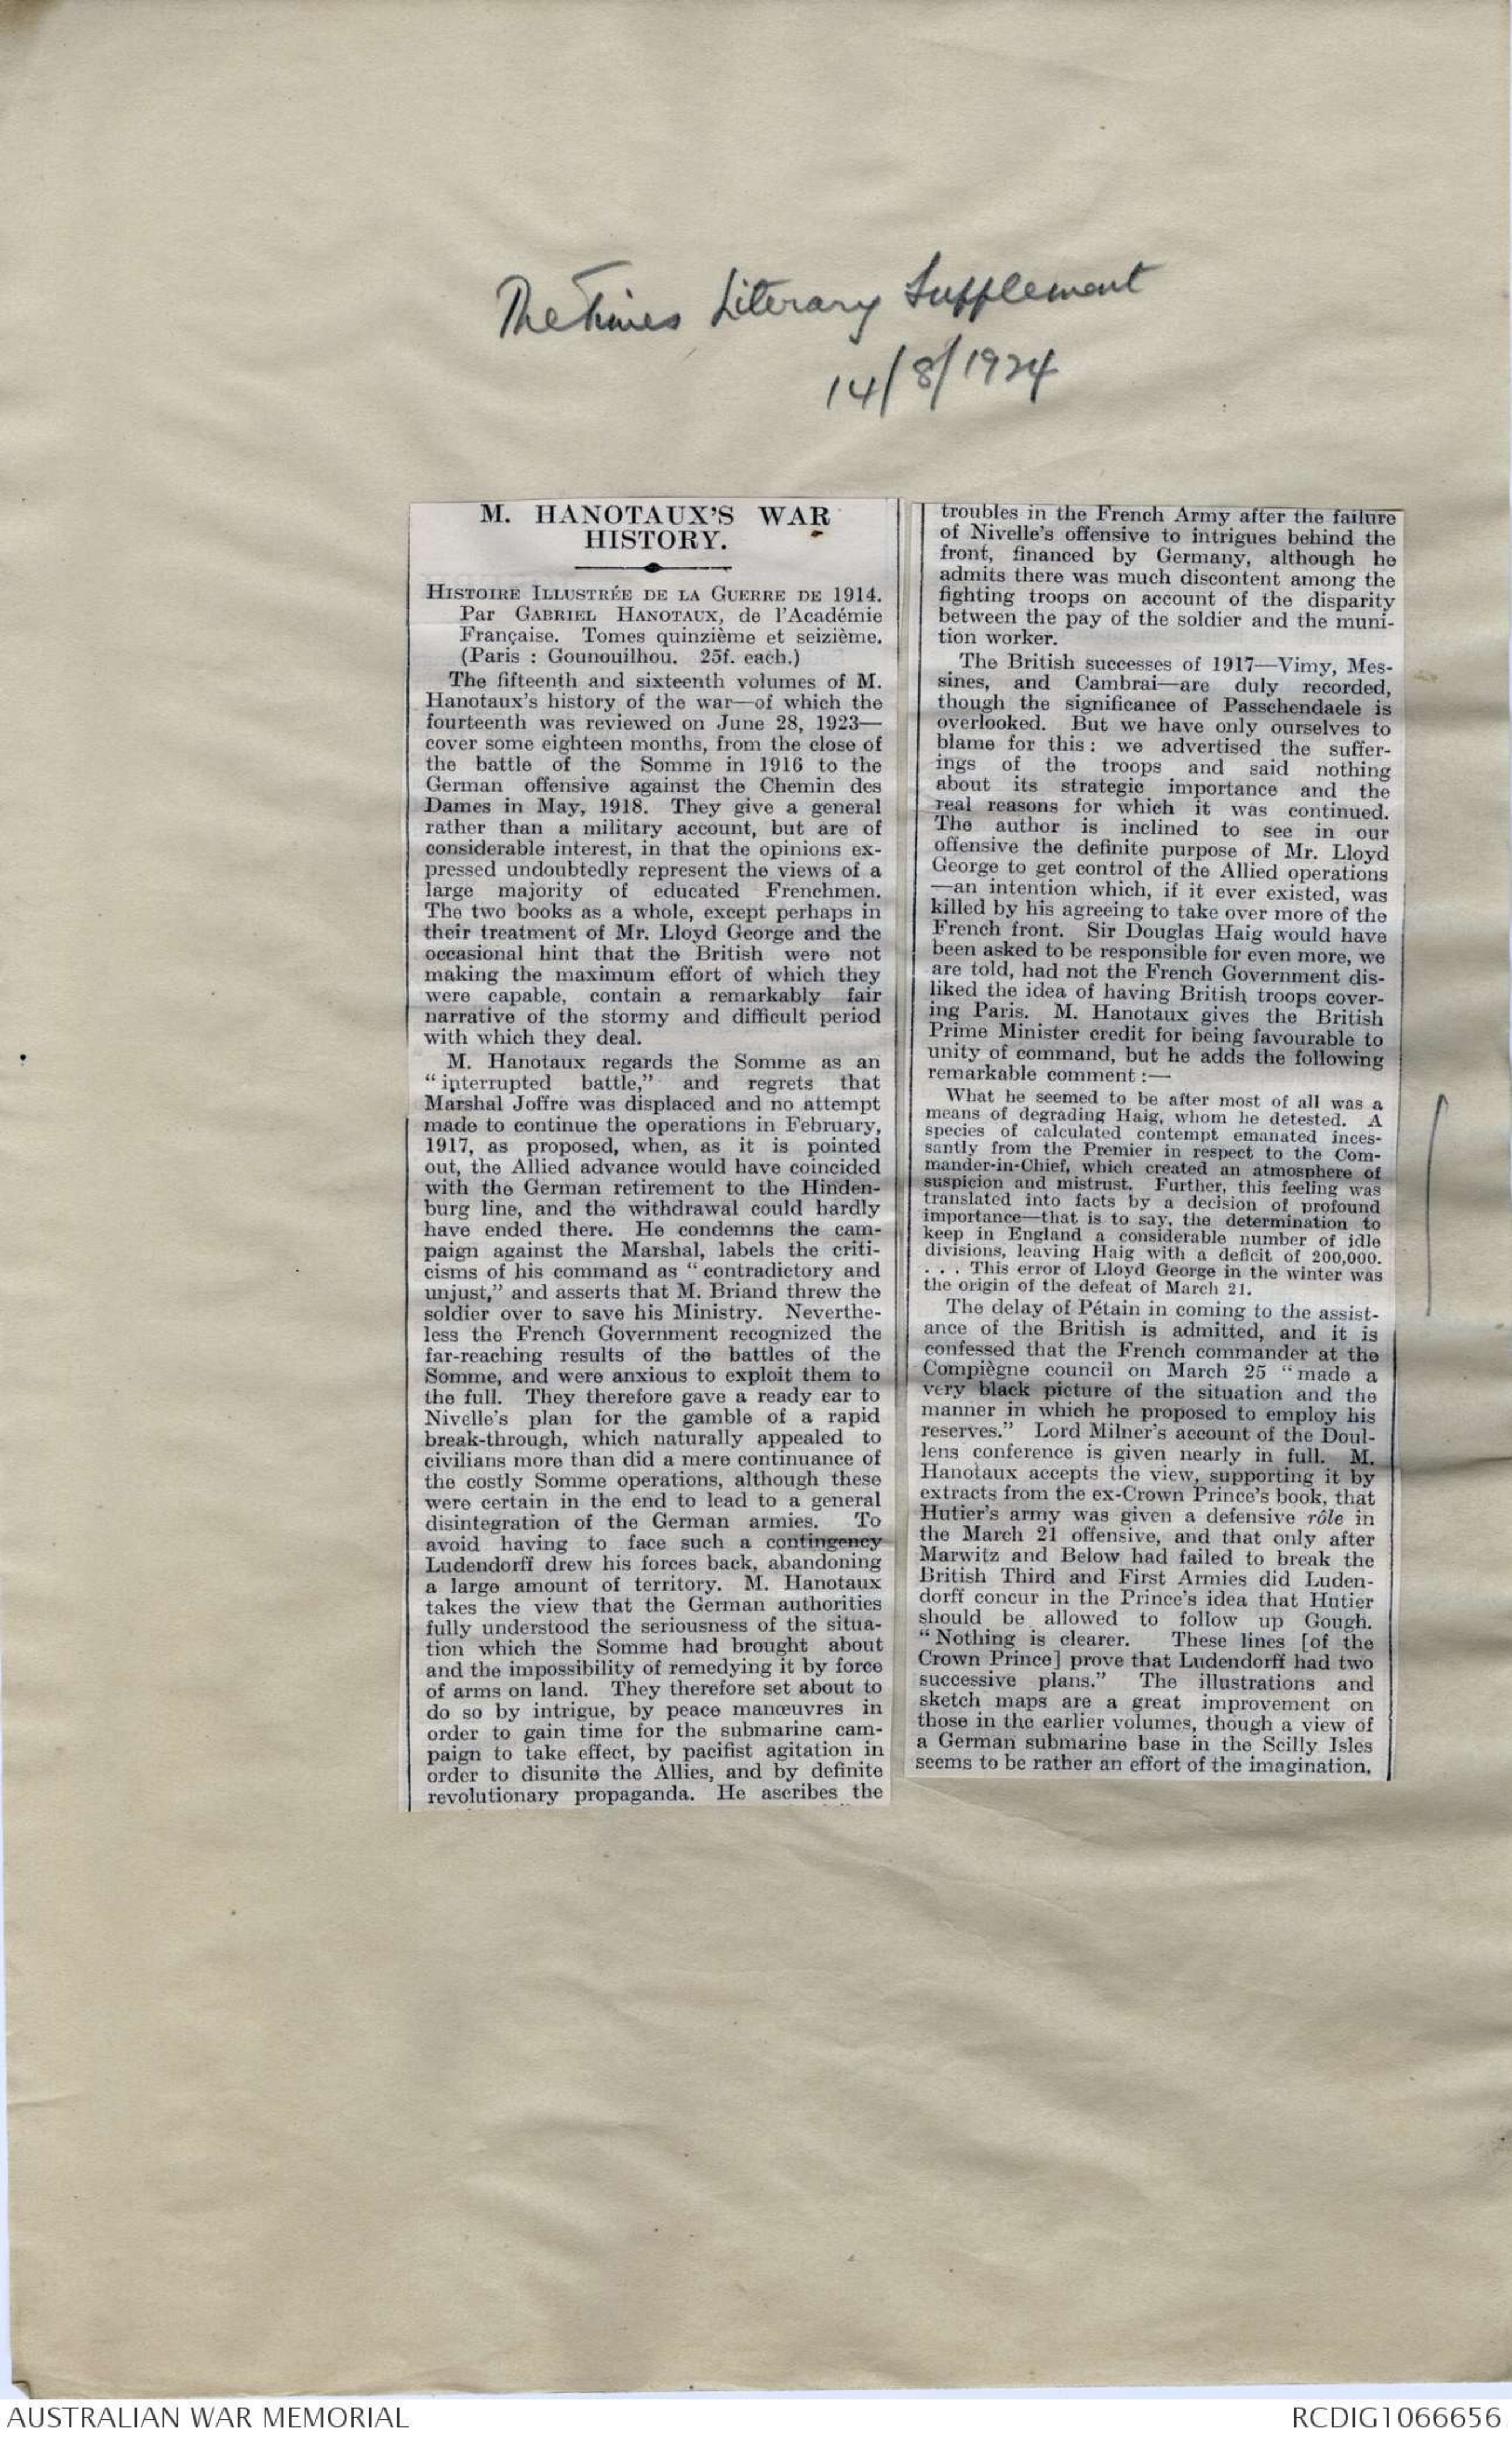 The Times Literary Supplement
14/8/1924
M. HANOTAUX'S WAR
HISTORY.
HISTOIRE ILLUSTRÉE DE LA GUERRE DE 1914.
Par GABRIEL HANOTAUX, de l'Académie
Française. Tomes quinzième et seizième.
(Paris : Gounouilhou. 25f. each.)
The fifteenth and sixteenth volumes of M.
Hanotaux's history of the war—of which the
fourteenth was reviewed on June 28, 1923—
cover some eighteen months, from the close of
the battle of the Somme in 1916 to the
German offensive against the Chemin des
Dames in May, 1918. They give a general
rather than a military account, but are of
considerable interest, in that the opinions ex-
pressed undoubtedly represent the views of a
large majority of educated Frenchmen.
The two books as a whole, except perhaps in
their treatment of Mr. Lloyd George and the
occasional hint that the British were not
making the maximum effort of which they
were capable, contain a remarkably fair
narrative of the stormy and difficult period
with which they deal.
M. Hanotaux regards the Somme as an
"interrupted battle," and regrets that
Marshal Joffre was displaced and no attempt
made to continue the operations in February,
1917, as proposed, when, as it is pointed
out, the Allied advance would have coincided
with the German retirement to the Hinden-
burg line, and the withdrawal could hardly
have ended there. He condemns the cam-
paign against the Marshal, labels the criti-
cisms of his command as "contradictory and
unjust," and asserts that M. Briand threw the
soldier over to save his Ministry. Neverthe-
less the French Government recognized the
far-reaching results of the battles of the
Somme, and were anxious to exploit them to
the full. They therefore gave a ready ear to
Nivelle's plan for the gamble of a rapid
break-through, which naturally appealed to
civilians more than did a mere continuance of
the costly Somme operations, although these
were certain in the end to lead to a general
disintegration of the German armies. To
avoid having to face such a contingency
Ludendorff drew his forces back, abandoning
a large amount of territory. M. Hanotaux
takes the view that the German authorities
fully understood the seriousness of the situa-
tion which the Somme had brought about
and the impossibility of remedying it by force
of arms on land. They therefore set about to
do so by intrigue, by peace manœuvres in
order to gain time for the submarine cam-
paign to take effect, by pacifist agitation in
order to disunite the Allies, and by definite
revolutionary propaganda. He ascribes the
troubles in the French Army after the failure
of Nivelle's offensive to intrigues behind the
front, financed by Germany, although he
admits there was much discontent among the
fighting troops on account of the disparity
between the pay of the soldier and the muni-
tion worker.
The British successes of 1917—Vimy, Mes-
sines, and Cambrai—are duly recorded,
though the significance of Passchendaele is
overlooked. But we have only ourselves to
blame for this : we advertised the suffer-
ings of the troops and said nothing
about its strategic importance and the
real reasons for which it was continued.
The author is inclined to see in our
offensive the definite purpose of Mr. Lloyd
George to get control of the Allied operations
—an intention which, if it ever existed, was
killed by his agreeing to take over more of the
French front. Sir Douglas Haig would have
been asked to be responsible for even more, we
are told, had not the French Government dis-
liked the idea of having British troops cover-
ing Paris. M. Hanotaux gives the British
Prime Minister credit for being favourable to
unity of command, but he adds the following
remarkable comment :—
What he seemed to be after most of all was a
means of degrading Haig, whom he detested. A
species of calculated contempt emanated inces-
santly from the Premier in respect to the Com-
mander-in-Chief, which created an atmosphere of
suspicion and mistrust. Further, this feeling was
translated into facts by a decision of profound
importance—that is to say, the determination to
keep in England a considerable number of idle
divisions, leaving Haig with a deficit of 200,000.
. . . This error of Lloyd George in the winter was
the origin of the defeat of March 21.
The delay of Pétain in coming to the assist-
ance of the British is admitted, and it is
confessed that the French commander at the
Compiègne council on March 25 "made a
very black picture of the situation and the
manner in which he proposed to employ his
reserves." Lord Milner's account of the Doul-
lens conference is given nearly in full. M.
Hanotaux accepts the view, supporting it by
extracts from the ex-Crown Prince's book, that
Hutier's army was given a defensive rôle in
the March 21 offensive, and that only after
Marwitz and Below had failed to break the
British Third and First Armies did Luden-
dorff concur in the Prince's idea that Hutier
should be allowed to follow up Gough.
"Nothing is clearer. These lines [of the
Crown Prince] prove that Ludendorff had two
successive plans." The illustrations and
sketch maps are a great improvement on
those in the earlier volumes, though a view of
a German submarine base in the Scilly Isles
seems to be rather an effort of the imagination.
AUSTRALIAN WAR MEMORIAL
RCDIG1066656